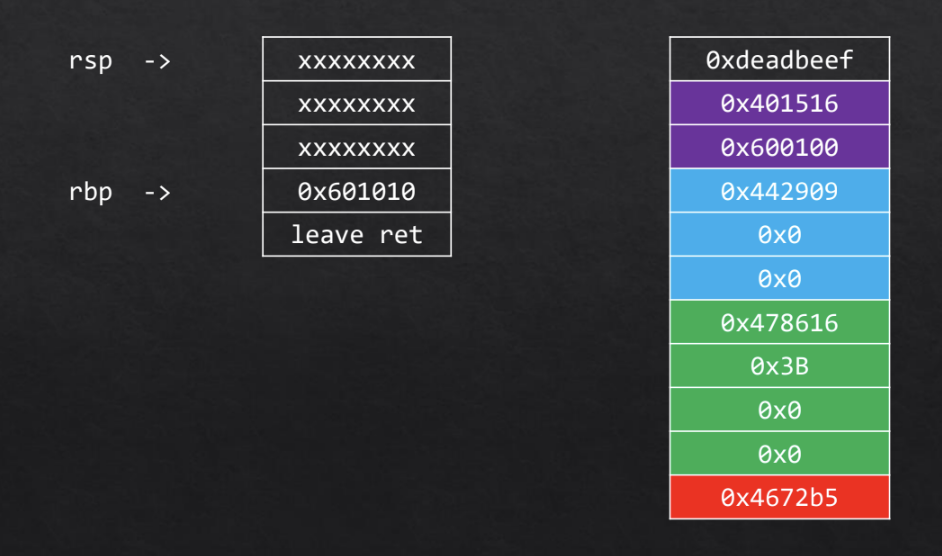 rsp -> xxxxxxxx 0xdeadbeef
xxxxxxxx 0x401516
xxxxxxxx 0x600100
rbp -> 0x601010 0x442909
leave ret 0x0
0x0
0x478616
0x3B
0x0
0x0
0x4672b5